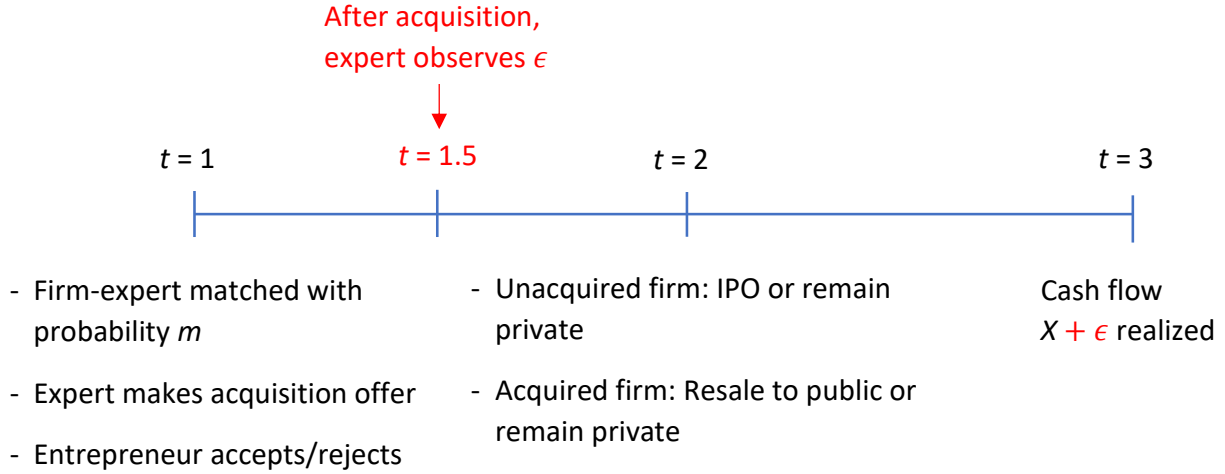 After acquisition,
expert observes ϵ
t = 1
t = 1.5
t = 2
t = 3
- Firm-expert matched with
probability m
- Expert makes acquisition offer
- Entrepreneur accepts/rejects
- Unacquired firm: IPO or remain
private
- Acquired firm: Resale to public or
remain private
Cash flow
X + ϵ realized